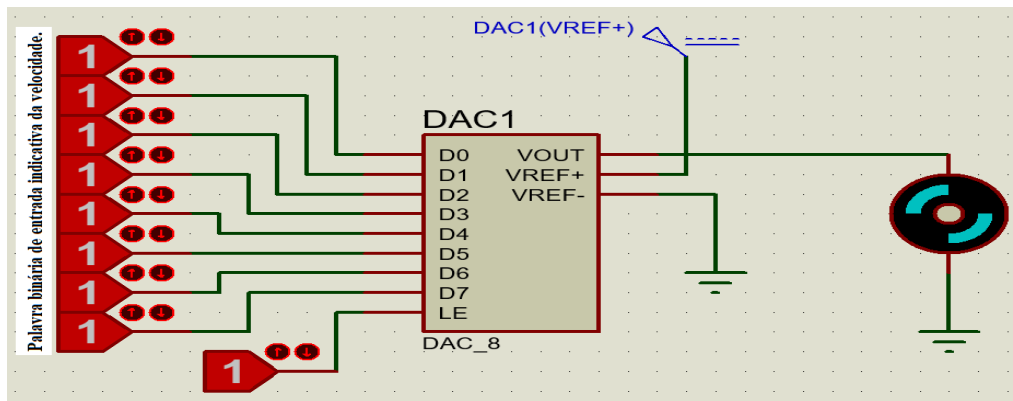 Palavra binária de entrada indicativa da velocidade.
1
1
1
1
1
1
1
1
1
DAC1(VREF+)
DAC1
D0
D1
D2
D3
D4
D5
D6
D7
LE
VOUT
VREF+
VREF-
DAC_8